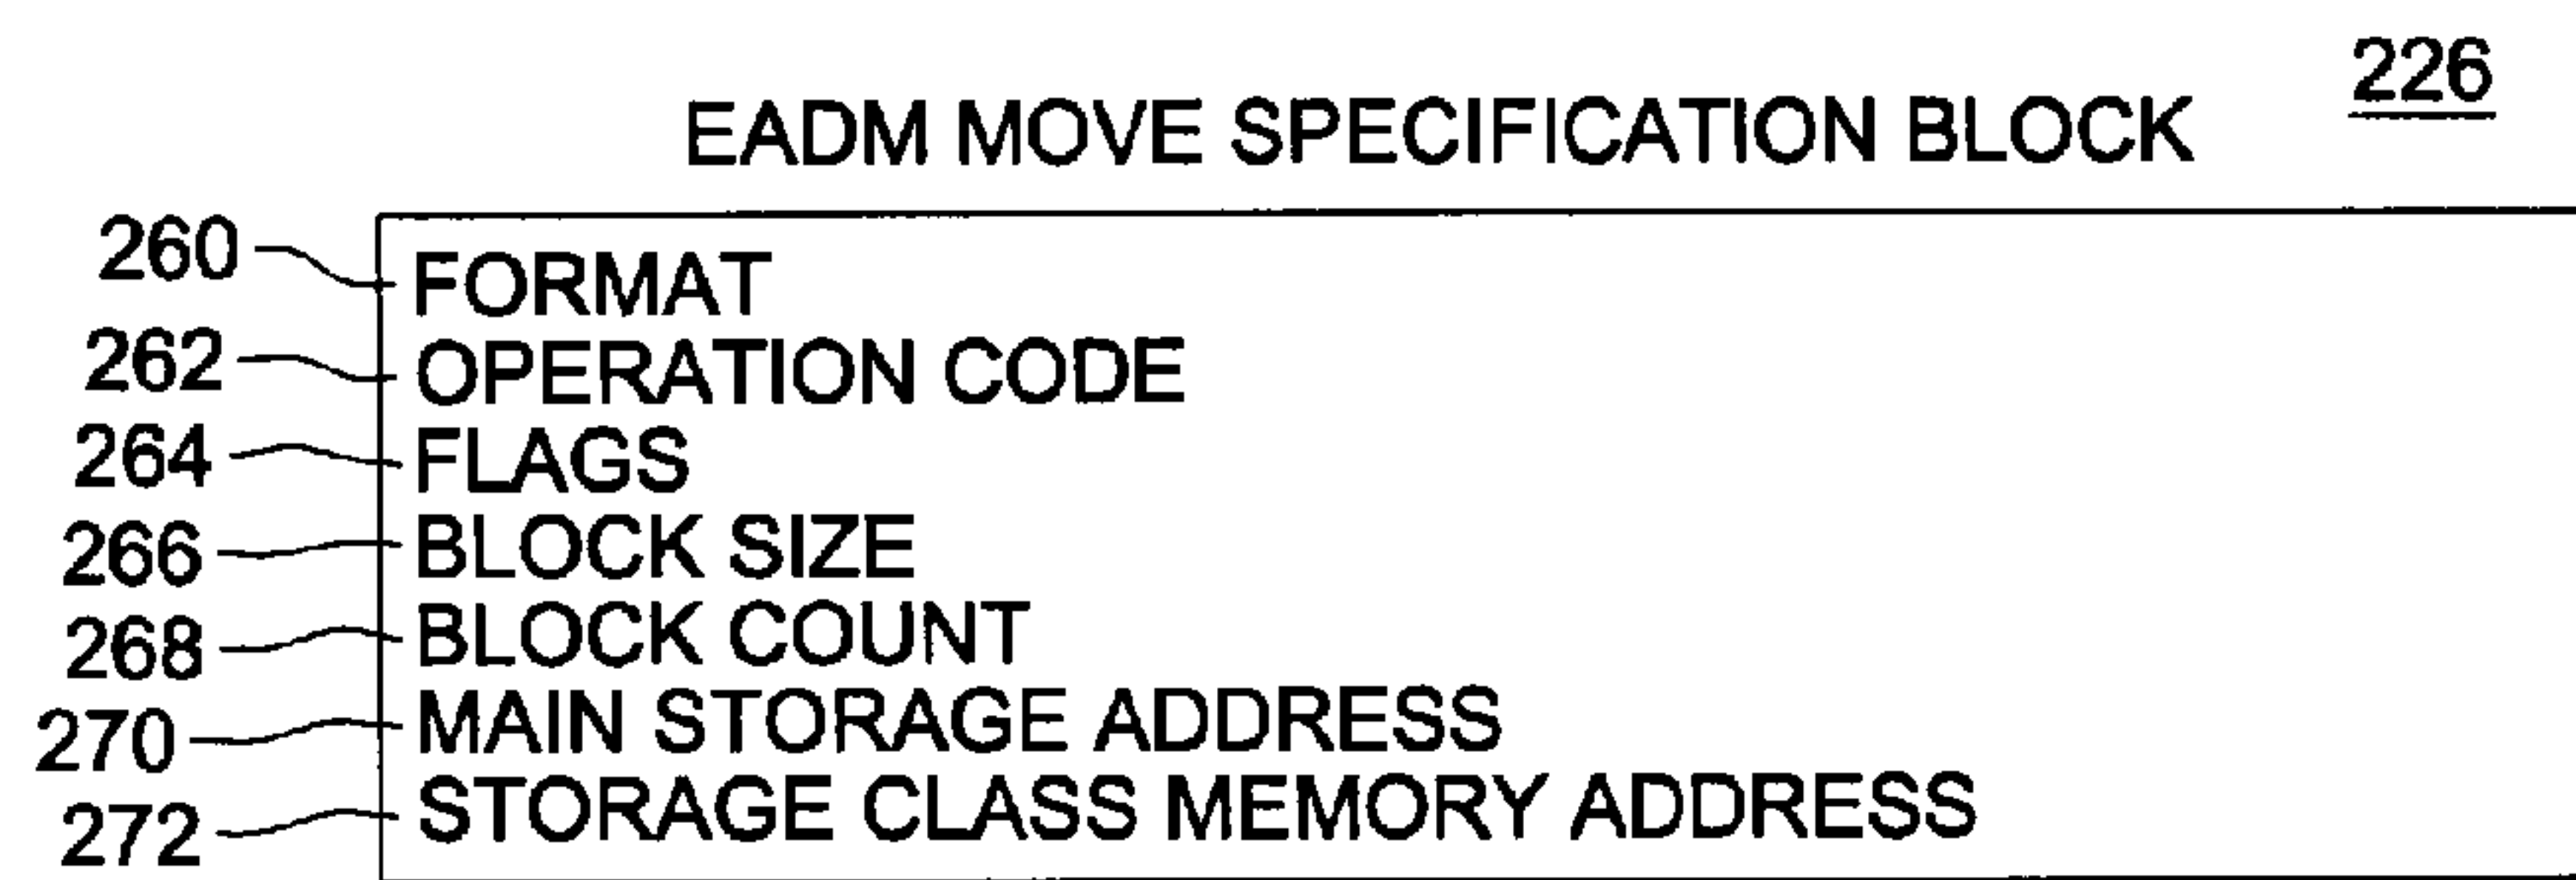 226
EADM MOVE SPECIFICATION BLOCK
260 FORMAT
262 OPERATION CODE
264 FLAGS
266 BLOCK SIZE
268 BLOCK COUNT
270 MAIN STORAGE ADDRESS
272 STORAGE CLASS MEMORY ADDRESS